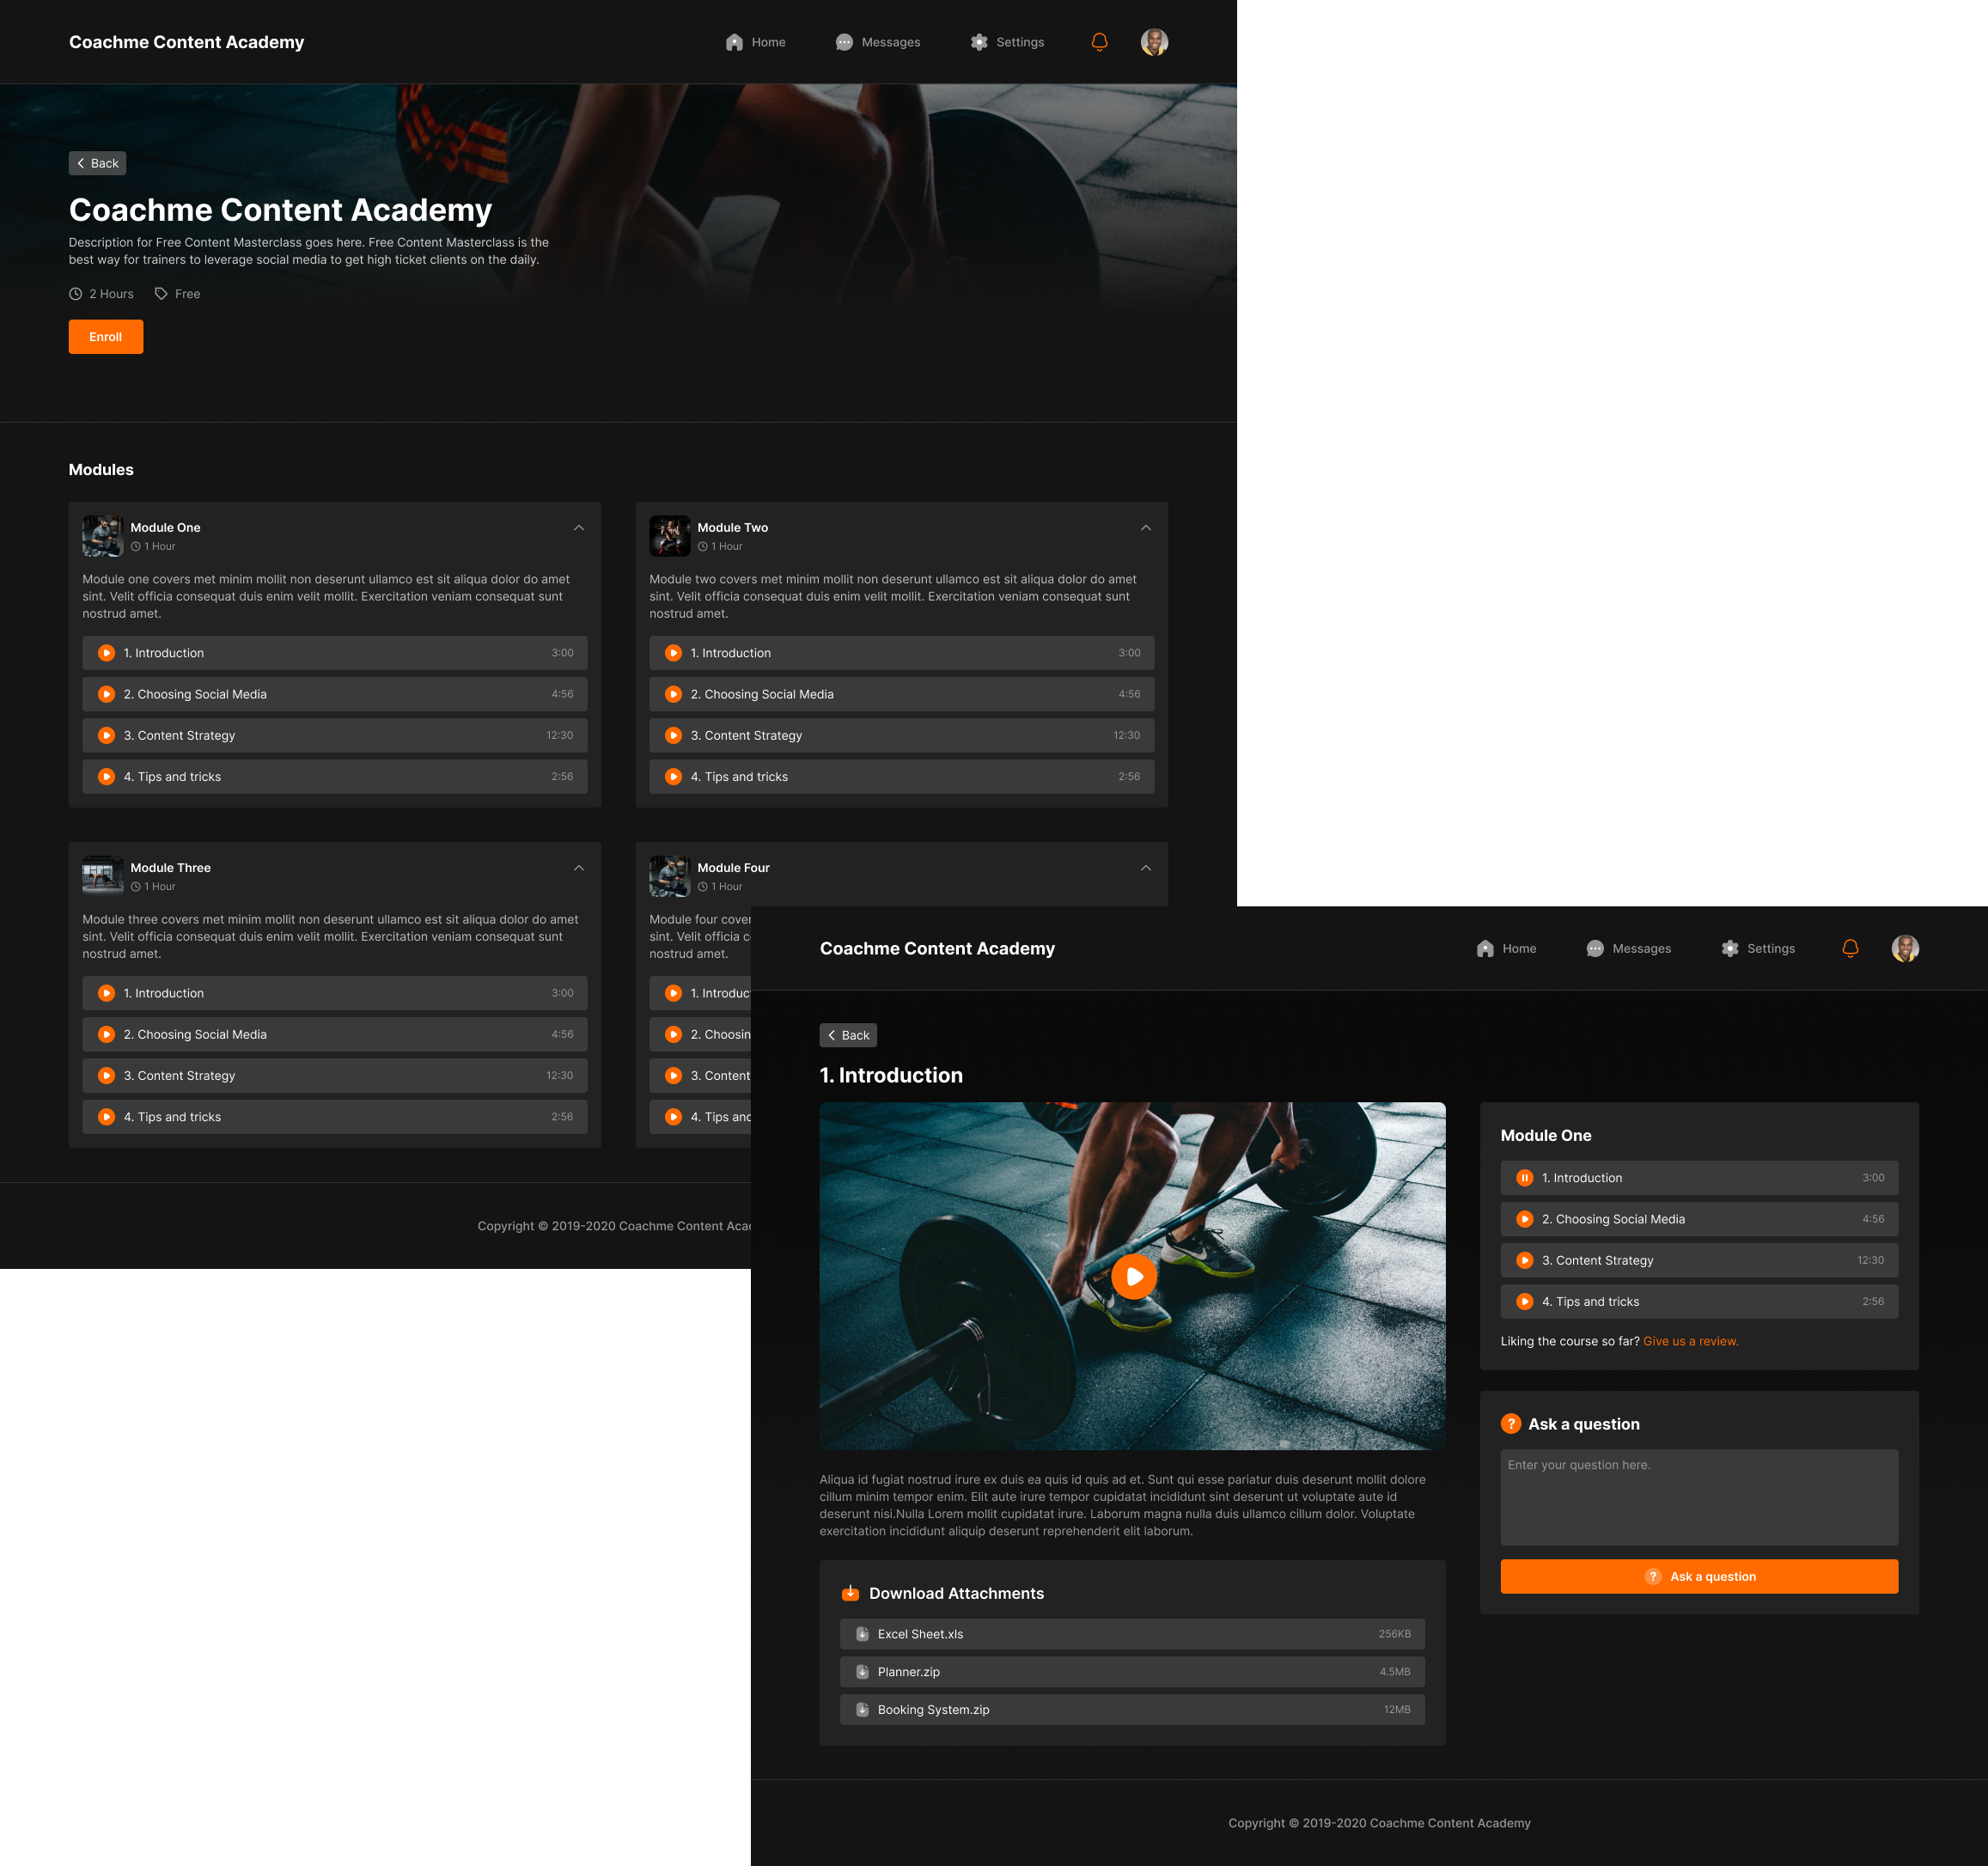 Coachme Content Academy
Home
Messages
Settings
Back
Coachme Content Academy
Description for Free Content Masterclass goes here. Free Content Masterclass is the
best way for trainers to leverage social media to get high ticket clients on the daily.
2 Hours
Free
Enroll
Modules
Module One
1 Hour
Module one covers met minim mollit non deserunt ullamco est sit aliqua dolor do amet
sint. Velit officia consequat duis enim velit mollit. Exercitation veniam consequat sunt
nostrud amet.
1. Introduction 3:00
2. Choosing Social Media 4:56
3. Content Strategy 12:30
4. Tips and tricks 2:56
Module Two
1 Hour
Module two covers met minim mollit non deserunt ullamco est sit aliqua dolor do amet
sint. Velit officia consequat duis enim velit mollit. Exercitation veniam consequat sunt
nostrud amet.
1. Introduction 3:00
2. Choosing Social Media 4:56
3. Content Strategy 12:30
4. Tips and tricks 2:56
Module Three
1 Hour
Module three covers met minim mollit non deserunt ullamco est sit aliqua dolor do amet
sint. Velit officia consequat duis enim velit mollit. Exercitation veniam consequat sunt
nostrud amet.
1. Introduction 3:00
2. Choosing Social Media 4:56
3. Content Strategy 12:30
4. Tips and tricks 2:56
Module Four
1 Hour
Module four cover
sint. Velit officia c
nostrud amet.
1. Introduc
2. Choosin
3. Content
4. Tips and
Copyright © 2019-2020 Coachme Content Acad
Coachme Content Academy
Home
Messages
Settings
Back
1. Introduction
Aliqua id fugiat nostrud irure ex duis ea quis id quis ad et. Sunt qui esse pariatur duis deserunt mollit dolore
cillum minim tempor enim. Elit aute irure tempor cupidatat incididunt sint deserunt ut voluptate aute id
deserunt nisi.Nulla Lorem mollit cupidatat irure. Laborum magna nulla duis ullamco cillum dolor. Voluptate
exercitation incididunt aliquip deserunt reprehenderit elit laborum.
Download Attachments
Excel Sheet.xls 256KB
Planner.zip 4.5MB
Booking System.zip 12MB
Module One
1. Introduction 3:00
2. Choosing Social Media 4:56
3. Content Strategy 12:30
4. Tips and tricks 2:56
Liking the course so far? Give us a review.
? Ask a question
Enter your question here.
? Ask a question
Copyright © 2019-2020 Coachme Content Academy